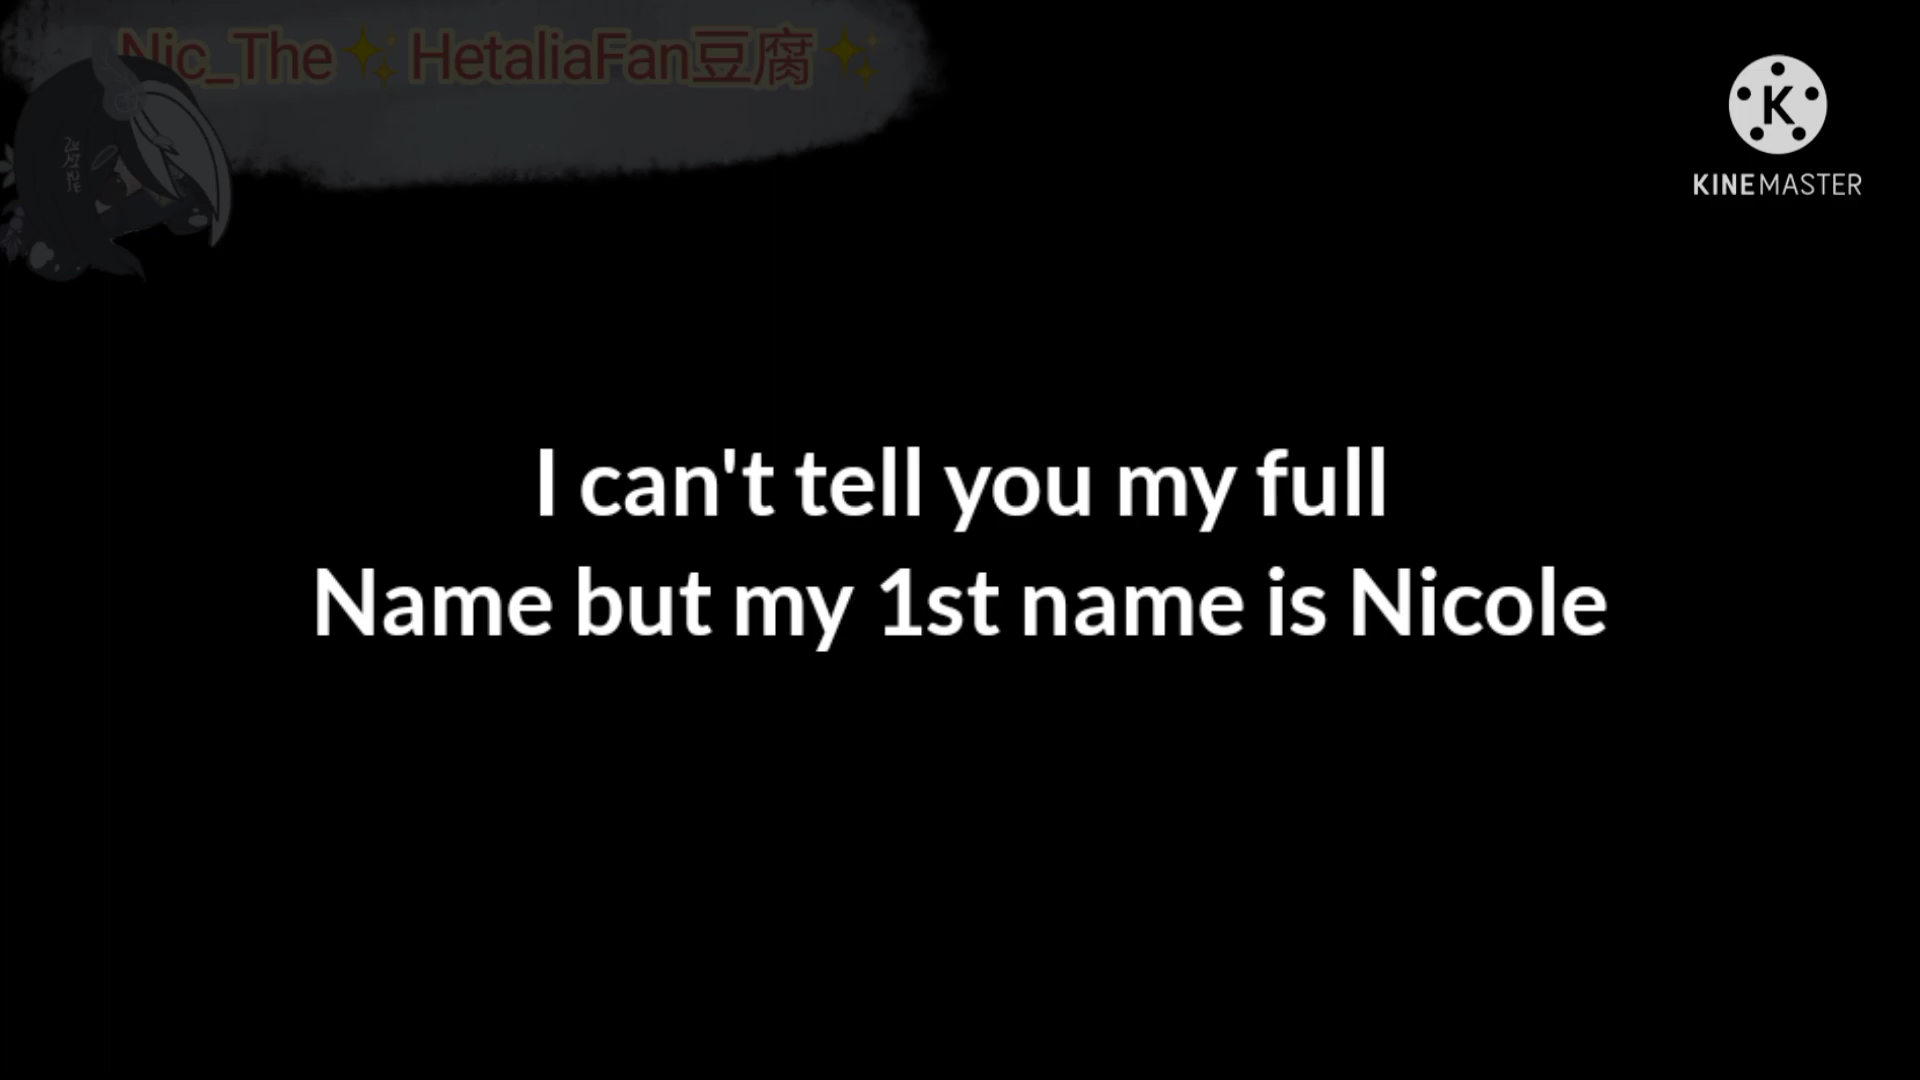 Nic_The✨HetaliaFan豆腐✨
K
KINEMASTER
I can't tell you my full
Name but my 1st name is Nicole